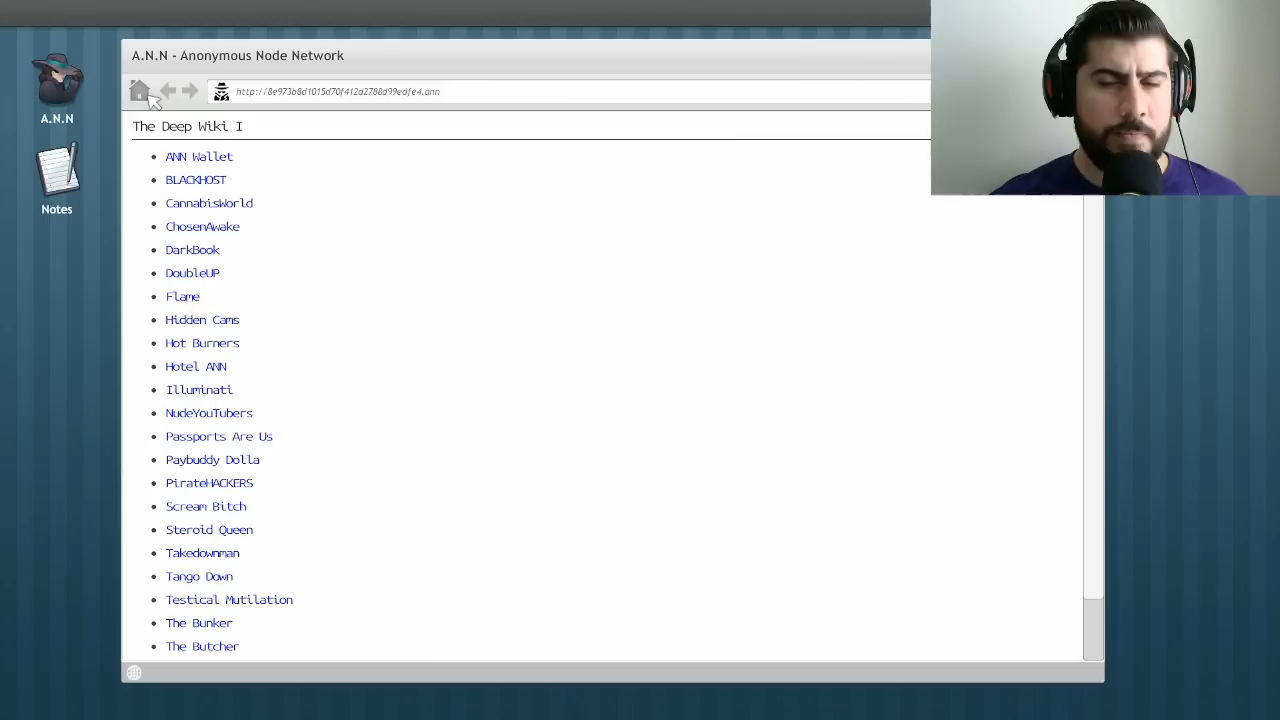 A.N.N - Anonymous Node Network
http://8e973b8d1015d70f412d2788d99edfe4.ann
A.N.N
The Deep Wiki I
ANN Wallet
BLACKHOST
Notes
CannabisWorld
ChosenAwake
DarkBook
DoubleUP
Flame
Hidden Cams
Hot Burners
Hotel ANN
Illuminati
NudeYouTubers
Passports Are Us
Paybuddy Dolla
PirateHACKERS
Scream Bitch
Steroid Queen
Takedownman
Tango Down
Testical Mutilation
The Bunker
The Butcher